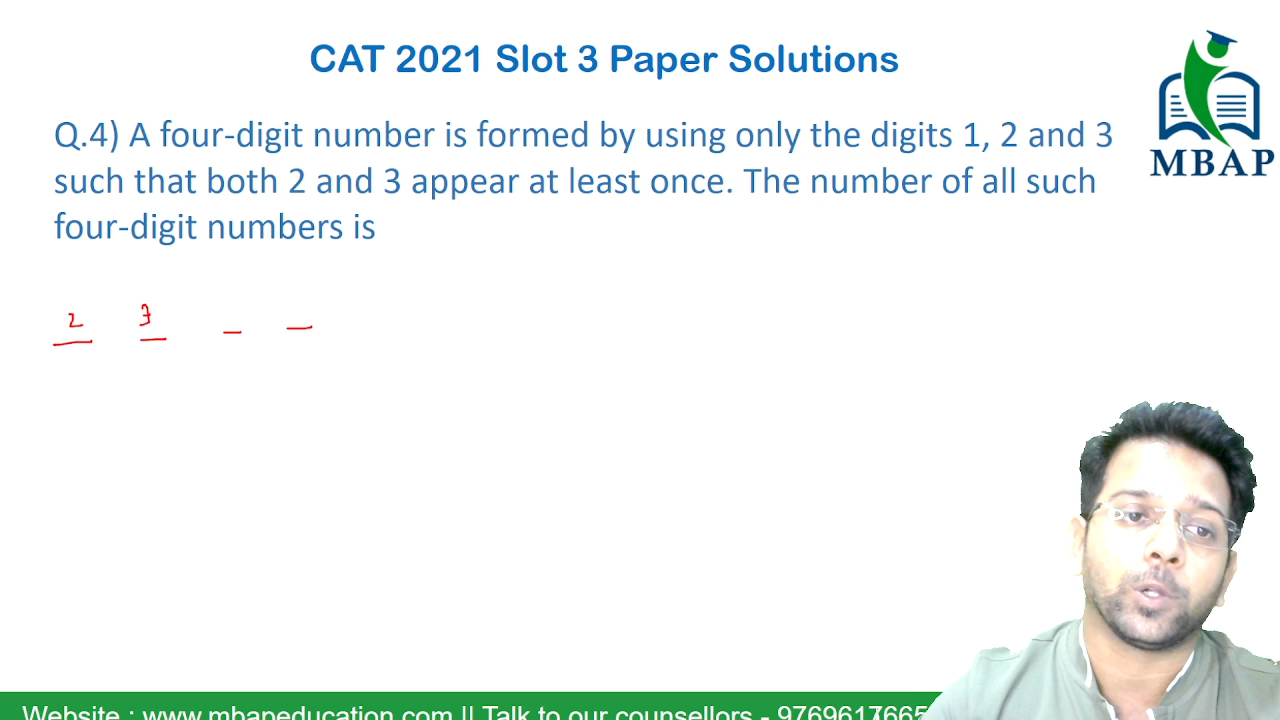 CAT 2021 Slot 3 Paper Solutions
MBAP
Q.4) A four-digit number is formed by using only the digits 1, 2 and 3
such that both 2 and 3 appear at least once. The number of all such
four-digit numbers is
2 3
Website : www.mbapeducation.com || Talk to our counsellors - 9769617665